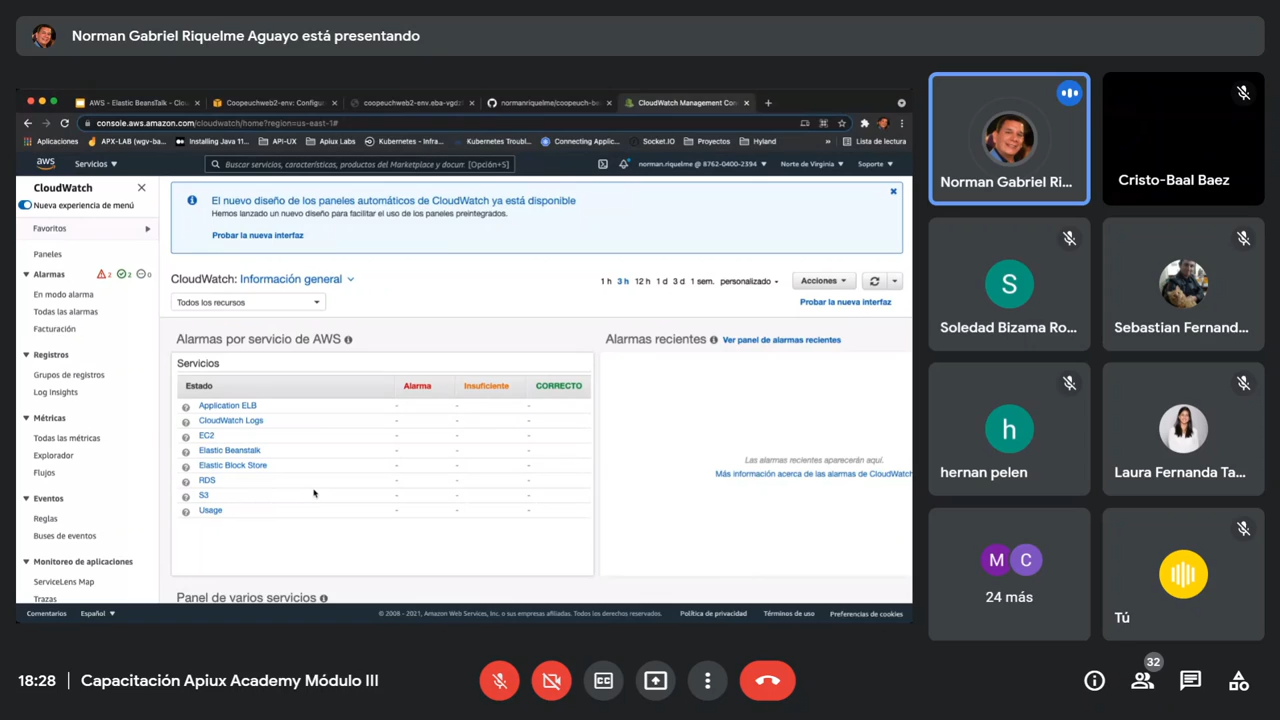 Norman Gabriel Riquelme Aguayo está presentando
AWS - Elastic BeansTalk - Clou
Coopeuchweb2-env: Configur
coopeuchweb2-env.eba-vgdz
normanriquelme/coopeuch-be
CloudWatch Management Con
console.aws.amazon.com/cloudwatch/home?region=us-east-1#
Aplicaciones
APX-LAB (wgv-ba...
Installing Java 11...
API-UX
Apiux Labs
Kubernetes - Infra...
Kubernetes Troubl...
Connecting Applic...
Socket.IO
Proyectos
Hyland
»
Lista de lectura
aws
Servicios
Buscar servicios, características, productos del Marketplace y docum
[Opción+S]
norman.riquelme @ 8762-0400-2394
Norte de Virginia
Soporte
CloudWatch
Nueva experiencia de menú
Favoritos
Paneles
Alarmas
2
2
0
En modo alarma
Todas las alarmas
Facturación
Registros
Grupos de registros
Log Insights
Métricas
Todas las métricas
Explorador
Flujos
Eventos
Reglas
Buses de eventos
Monitoreo de aplicaciones
ServiceLens Map
Trazas
El nuevo diseño de los paneles automáticos de CloudWatch ya está disponible
Hemos lanzado un nuevo diseño para facilitar el uso de los paneles preintegrados.
Probar la nueva interfaz
CloudWatch: Información general
1 h 3 h 12 h 1 d 3 d 1 sem. personalizado
Acciones
Todos los recursos
Probar la nueva interfaz
Alarmas por servicio de AWS
Servicios
Estado Alarma Insuficiente CORRECTO
Application ELB - - -
CloudWatch Logs - - -
EC2 - - -
Elastic Beanstalk - - -
Elastic Block Store - - -
RDS - - -
S3 - - -
Usage - - -
Alarmas recientes
Ver panel de alarmas recientes
Las alarmas recientes aparecerán aquí.
Más información acerca de las alarmas de CloudWatch
Panel de varios servicios
Comentarios
Español
© 2008 - 2021, Amazon Web Services, Inc. o sus empresas afiliadas. Todos los derechos reservados.
Política de privacidad
Términos de uso
Preferencias de cookies
Norman Gabriel Ri...
Cristo-Baal Baez
S
Soledad Bizama Ro...
Sebastian Fernand...
h
hernan pelen
Laura Fernanda Ta...
M C
24 más
Tú
18:28 | Capacitación Apiux Academy Módulo III
32